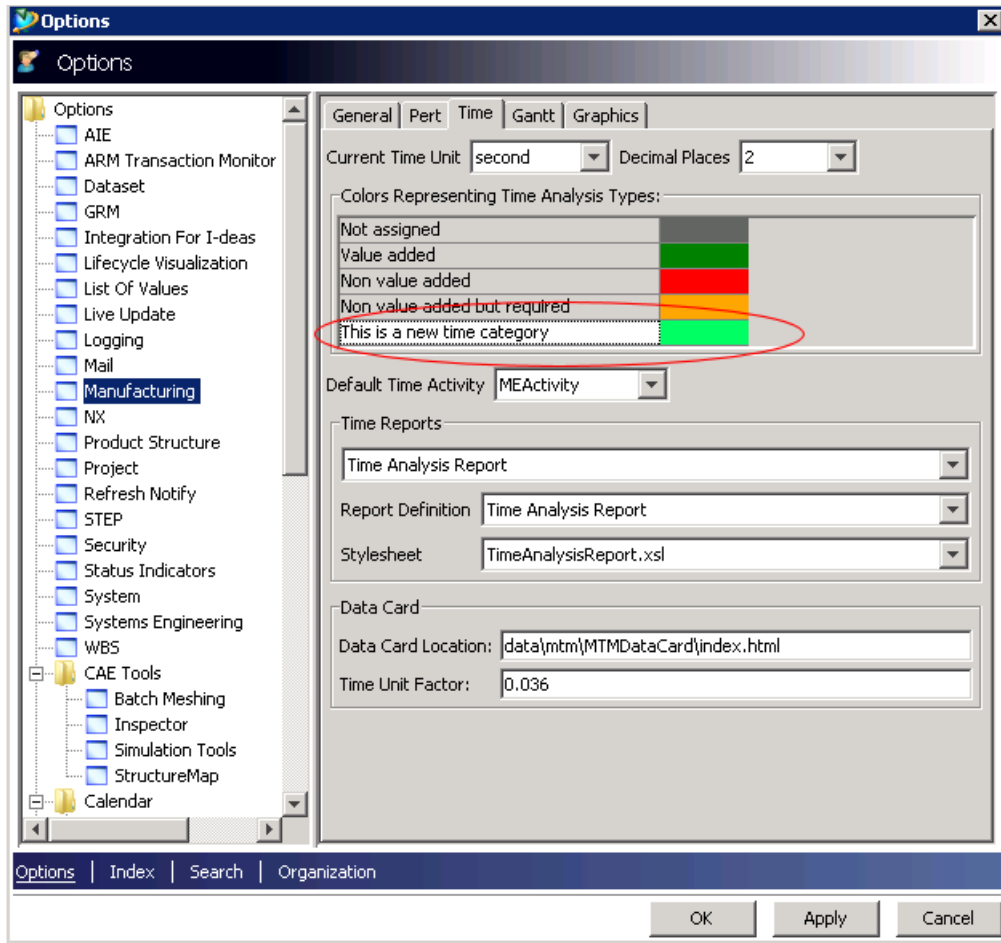 Options
Options
Options
AIE
ARM Transaction Monitor
Dataset
GRM
Integration For I-deas
Lifecycle Visualization
List Of Values
Live Update
Logging
Mail
Manufacturing
NX
Product Structure
Project
Refresh Notify
STEP
Security
Status Indicators
System
Systems Engineering
WBS
CAE Tools
Batch Meshing
Inspector
Simulation Tools
StructureMap
Calendar
General Pert Time Gantt Graphics
Current Time Unit second Decimal Places 2
Colors Representing Time Analysis Types:
Not assigned
Value added
Non value added
Non value added but required
This is a new time category
Default Time Activity MEActivity
Time Reports
Time Analysis Report
Report Definition Time Analysis Report
Stylesheet TimeAnalysisReport.xsl
Data Card
Data Card Location: data\mtm\MTMDataCard\index.html
Time Unit Factor: 0.036
Options | Index | Search | Organization
OK Apply Cancel